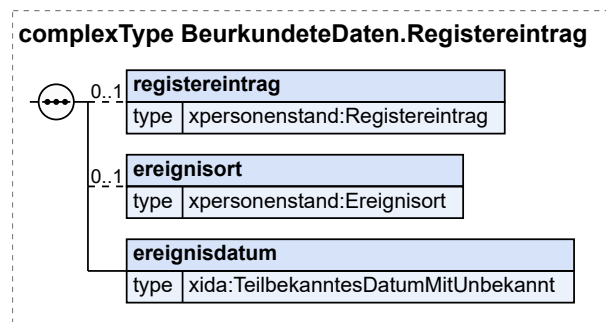 complexType BeurkundeteDaten.Registereintrag
0..1
registereintrag
type xpersonenstand:Registereintrag
0..1
ereignisort
type xpersonenstand:Ereignisort
ereignisdatum
type xida:TeilbekanntesDatumMitUnbekannt